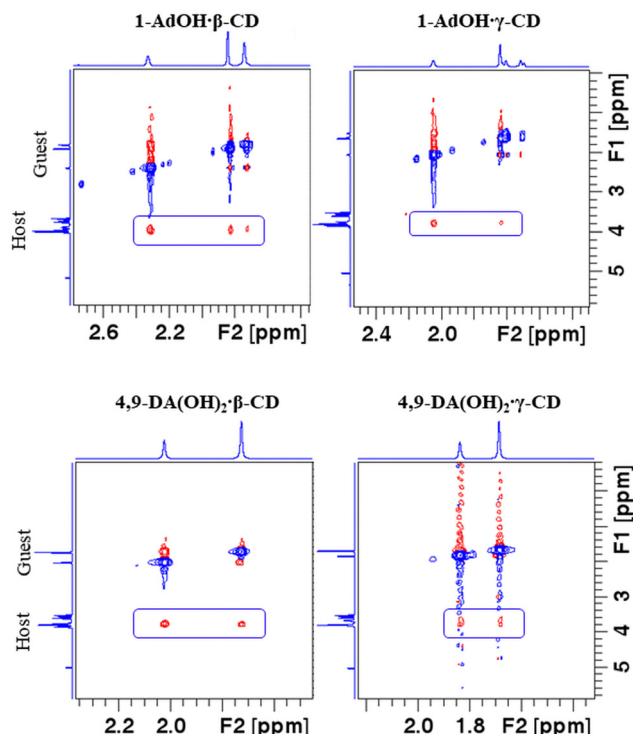 1-AdOH·β-CD
1-AdOH·γ-CD
Guest
Host
F1 [ppm]
3
4
5
2.6
2.2
F2 [ppm]
2.4
2.0
F2 [ppm]
4,9-DA(OH)₂·β-CD
4,9-DA(OH)₂·γ-CD
Guest
Host
F1 [ppm]
3
4
5
2.2
2.0
F2 [ppm]
2.0
1.8
F2 [ppm]